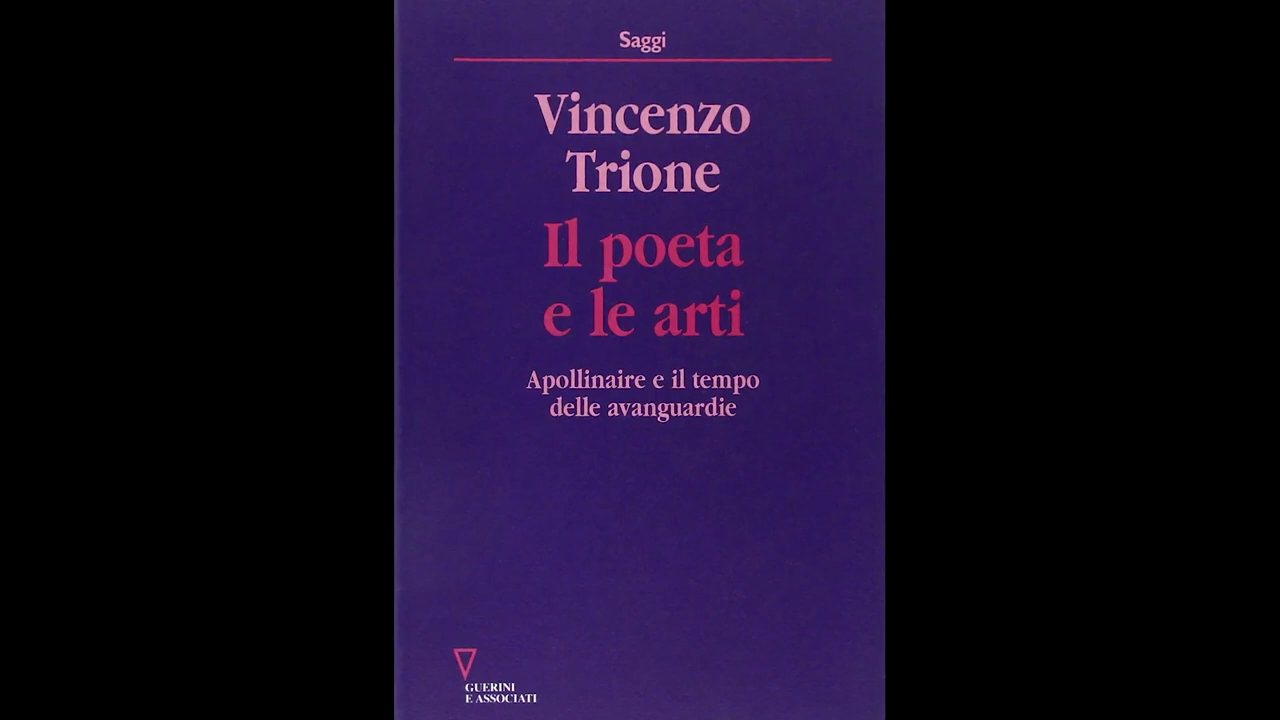 Saggi
Vincenzo
Trione
Il poeta
e le arti
Apollinaire e il tempo
delle avanguardie
GUERINI
E ASSOCIATI